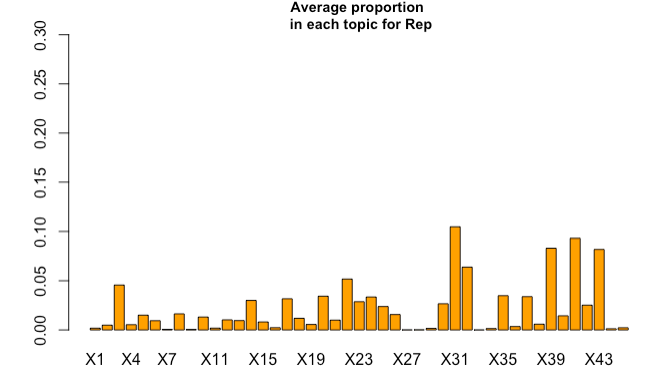 Average proportion
in each topic for Rep
0.30
0.25
0.20
0.15
0.10
0.05
0.00
X1 X4 X7 X11 X15 X19 X23 X27 X31 X35 X39 X43